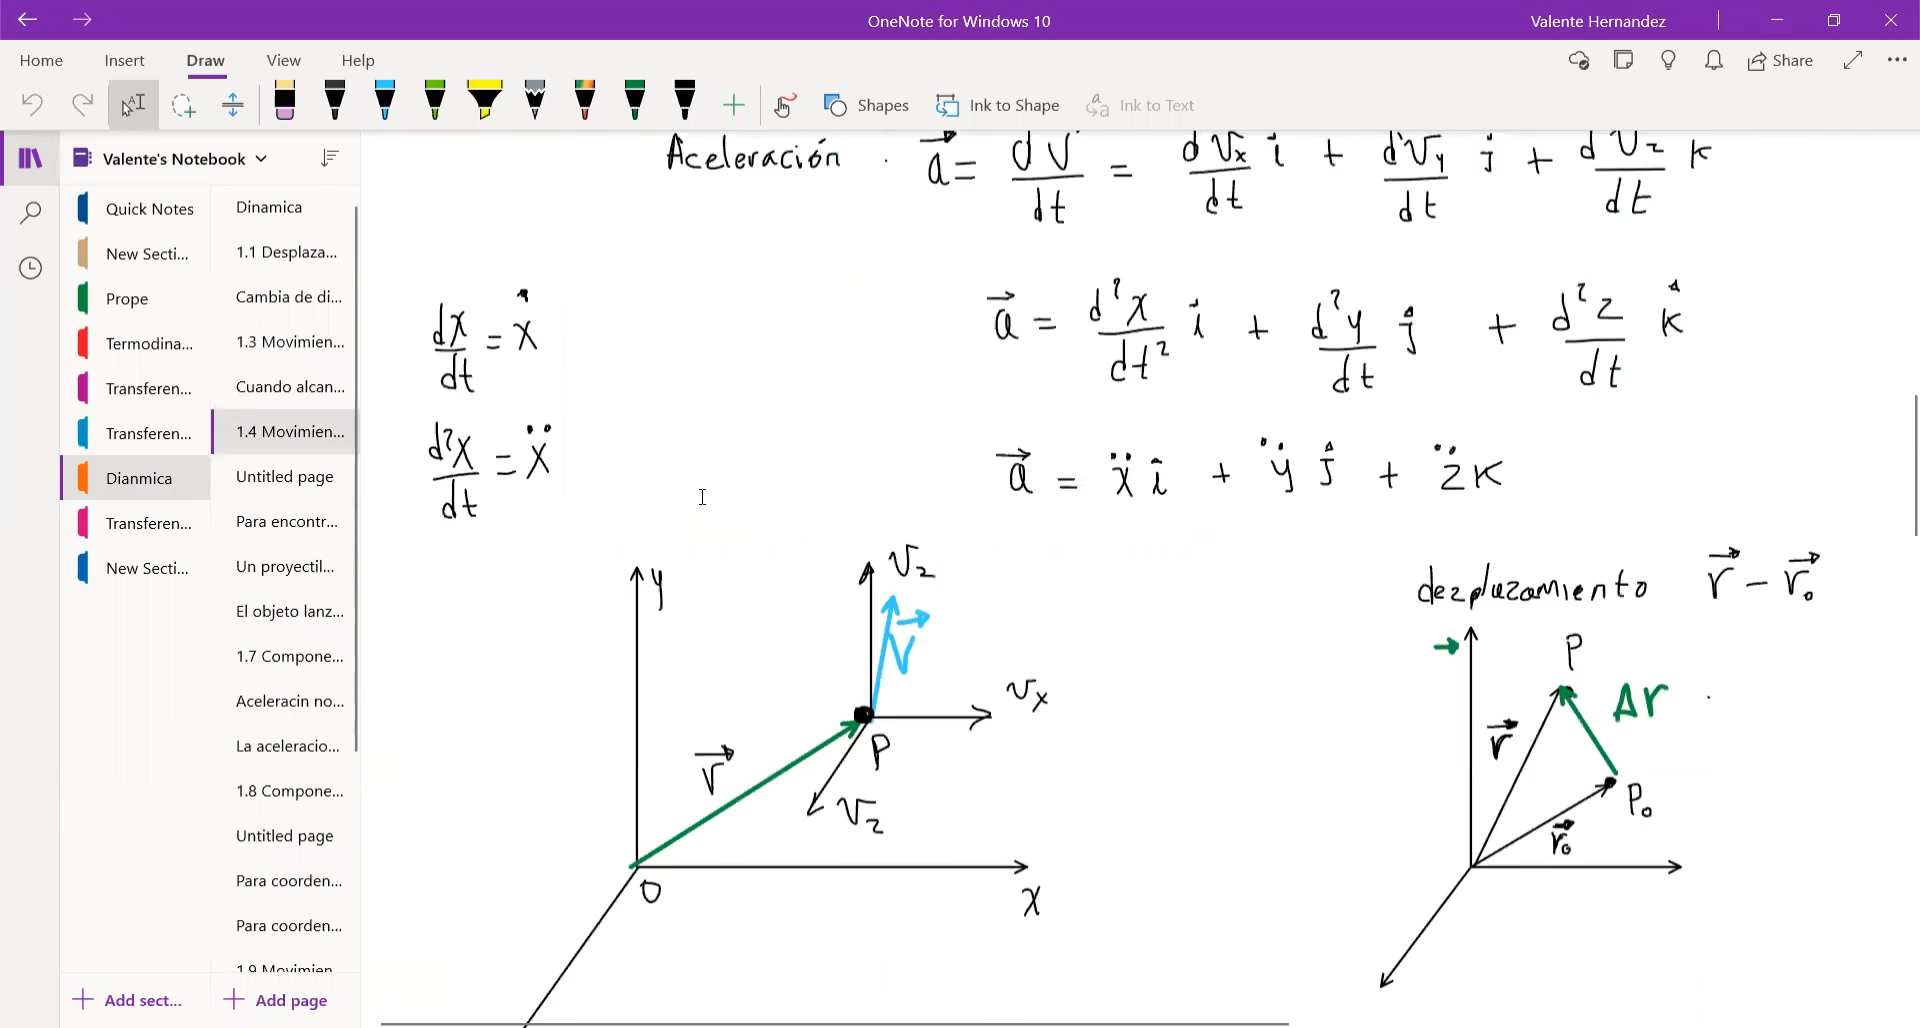 OneNote for Windows 10
Valente Hernandez
Home Insert Draw View Help
Share
Shapes
Ink to Shape
Ink to Text
Valente's Notebook
Quick Notes
New Secti...
Prope
Termodina...
Transferen...
Transferen...
Dianmica
Transferen...
New Secti...
Add sect...
Dinamica
1.1 Desplaza...
Cambia de di...
1.3 Movimien...
Cuando alcan...
1.4 Movimien...
Untitled page
Para encontr...
Un proyectil...
El objeto lanz...
1.7 Compone...
Aceleracin no...
La aceleracio...
1.8 Compone...
Untitled page
Para coorden...
Para coorden...
1.9 Movimien
Add page
Aceleración . a⃗ = dV/dt = dVx/dt i + dVy/dt j + dVz/dt k
dx/dt = ẋ
a⃗ = d²x/dt² i + d²y/dt ĵ + d²z/dt k̂
d²x/dt = ẍ
a⃗ = ẍ i + ÿ ĵ + z̈ k
y
Vz
V⃗
Vx
P
r⃗
Vz
O
x
dezplazamiento r⃗ - r⃗₀
P
Δr
r⃗
P₀
r⃗₀